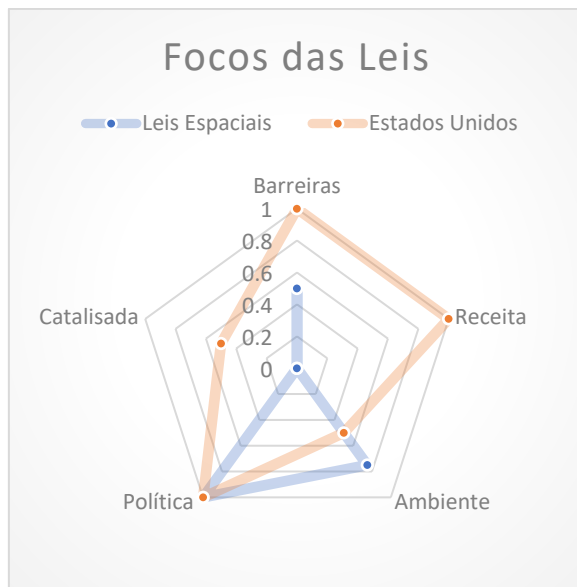 Focos das Leis
Leis Espaciais
Estados Unidos
Barreiras
1
0.8
0.6
0.4
0.2
0
Catalisada
Receita
Política
Ambiente